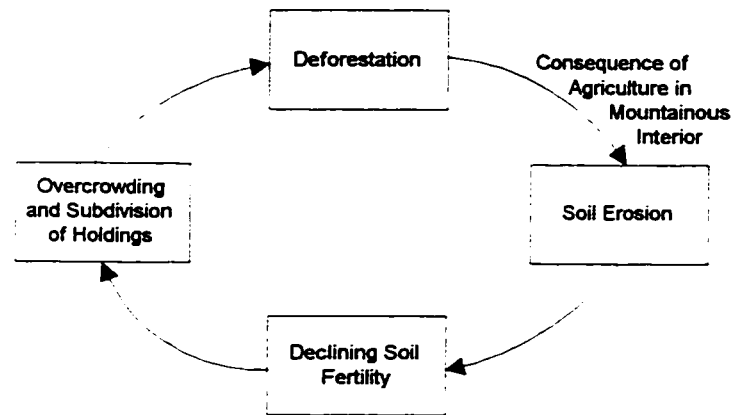 Deforestation
Consequence of
Agriculture in
Mountainous
Interior
Overcrowding
and Subdivision
of Holdings
Soil Erosion
Declining Soil
Fertility